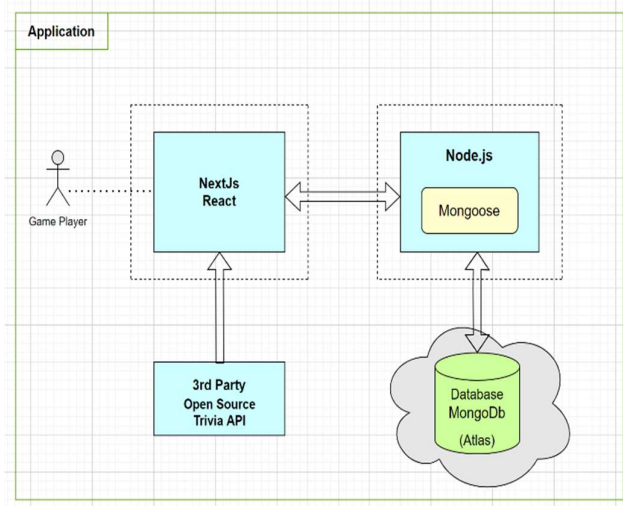 Application
Game Player
NextJs
React
Node.js
Mongoose
3rd Party
Open Source
Trivia API
Database
MongoDb
(Atlas)